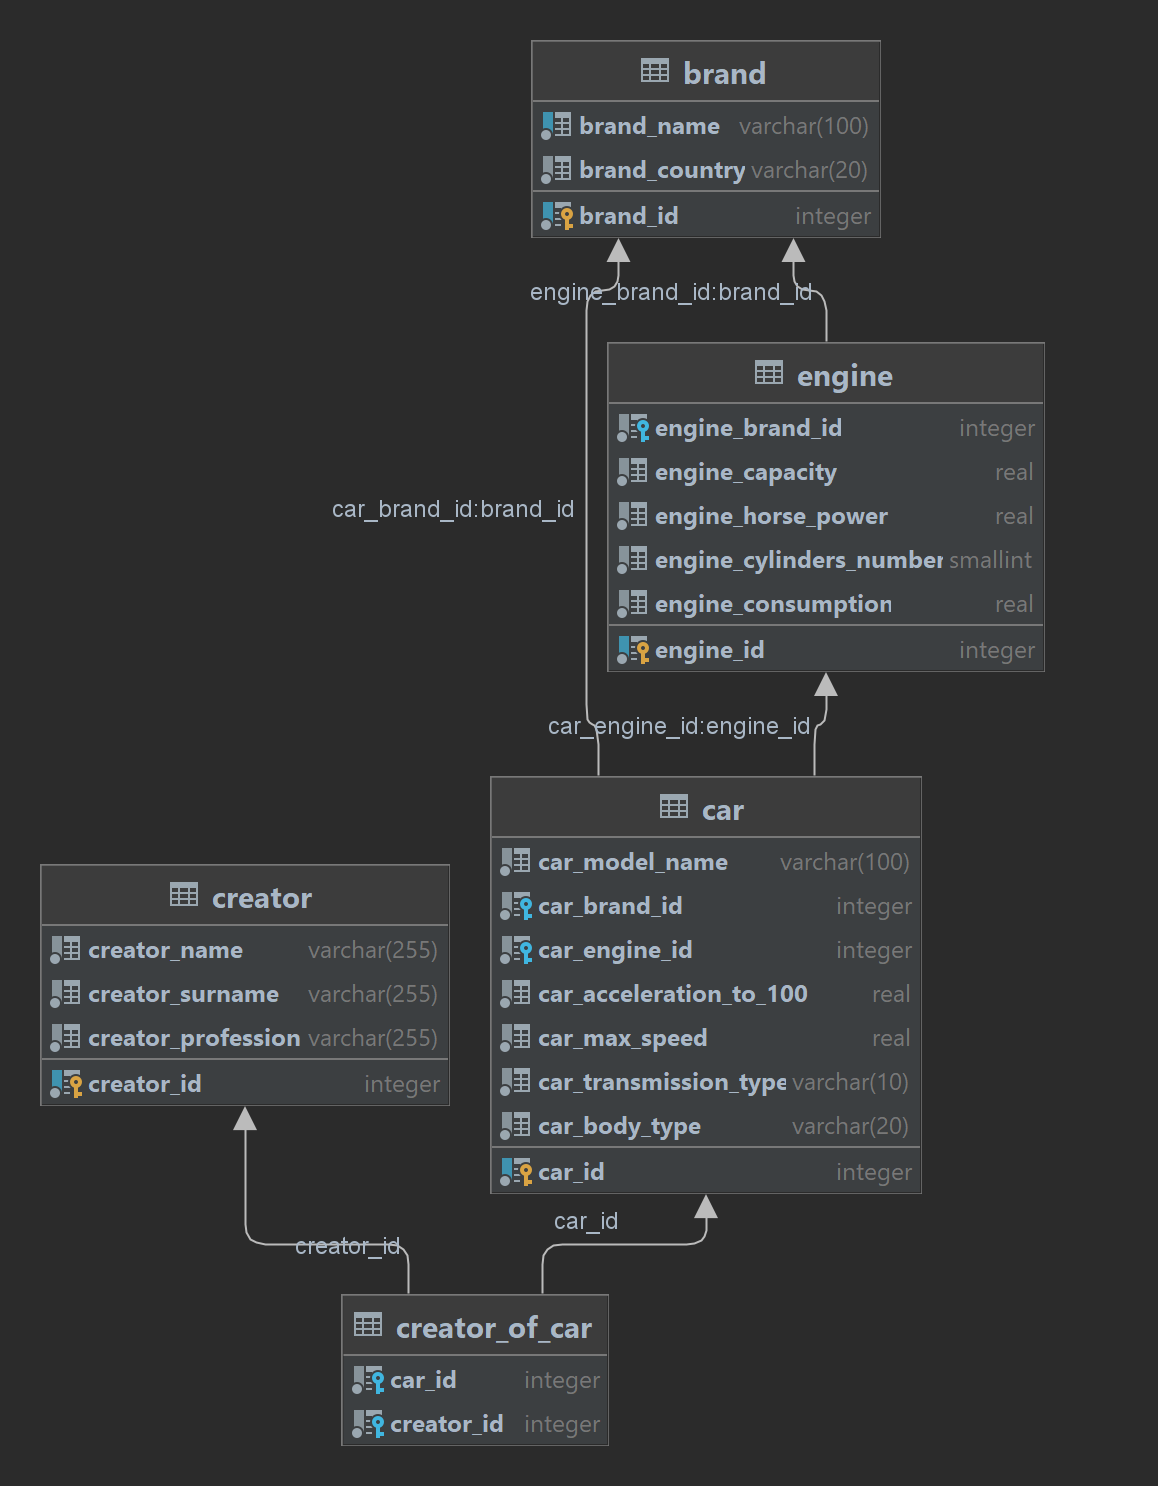 brand
brand_name varchar(100)
brand_country varchar(20)
brand_id integer
engine_brand_id:brand_id
engine
engine_brand_id integer
engine_capacity real
engine_horse_power real
engine_cylinders_number smallint
engine_consumption real
engine_id integer
car_brand_id:brand_id
car_engine_id:engine_id
car
car_model_name varchar(100)
car_brand_id integer
car_engine_id integer
car_acceleration_to_100 real
car_max_speed real
car_transmission_type varchar(10)
car_body_type varchar(20)
car_id integer
creator
creator_name varchar(255)
creator_surname varchar(255)
creator_profession varchar(255)
creator_id integer
car_id
creator_id
creator_of_car
car_id integer
creator_id integer